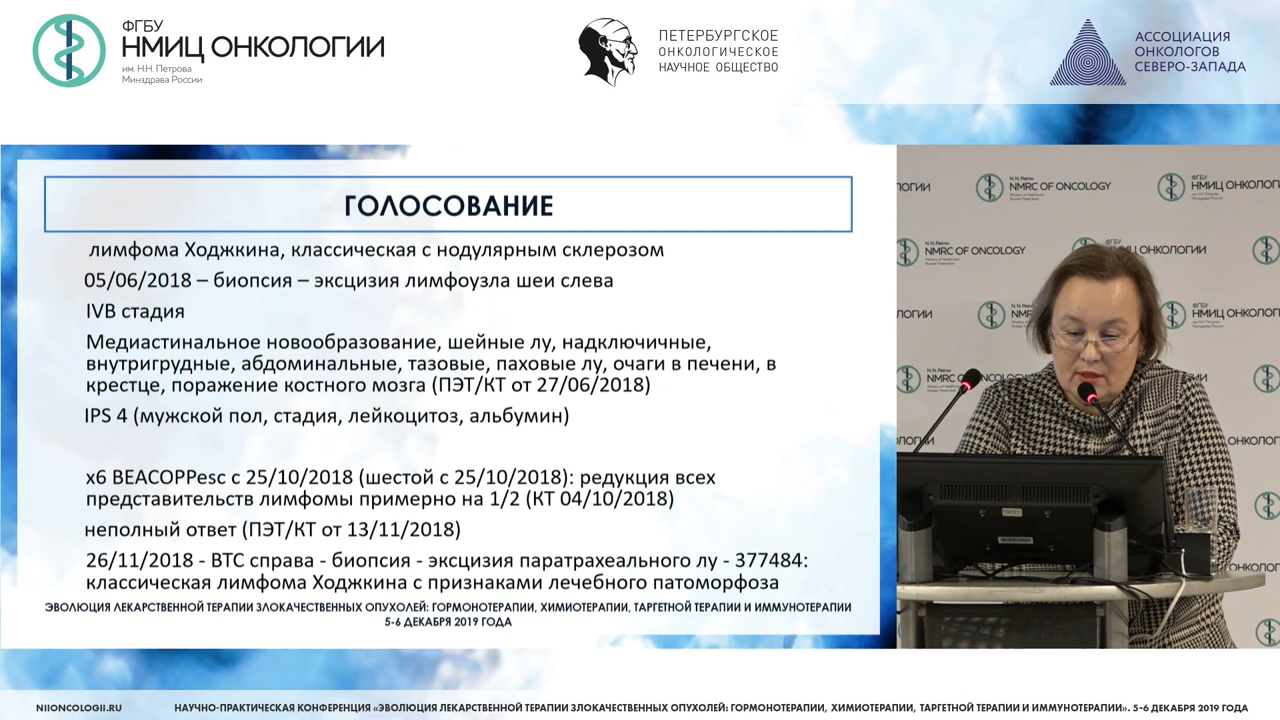 ФГБУ
НМИЦ ОНКОЛОГИИ
им. Н.Н. Петрова
Минздрава России
ПЕТЕРБУРГСКОЕ
ОНКОЛОГИЧЕСКОЕ
НАУЧНОЕ ОБЩЕСТВО
АССОЦИАЦИЯ
ОНКОЛОГОВ
СЕВЕРО-ЗАПАДА
ГОЛОСОВАНИЕ
лимфома Ходжкина, классическая с нодулярным склерозом
05/06/2018 – биопсия – эксцизия лимфоузла шеи слева
IVB стадия
Медиастинальное новообразование, шейные лу, надключичные,
внутригрудные, абдоминальные, тазовые, паховые лу, очаги в печени, в
крестце, поражение костного мозга (ПЭТ/КТ от 27/06/2018)
IPS 4 (мужской пол, стадия, лейкоцитоз, альбумин)
x6 BEACOPPesc с 25/10/2018 (шестой с 25/10/2018): редукция всех
представительств лимфомы примерно на 1/2 (КТ 04/10/2018)
неполный ответ (ПЭТ/КТ от 13/11/2018)
26/11/2018 - ВТС справа - биопсия - эксцизия паратрахеального лу - 377484:
классическая лимфома Ходжкина с признаками лечебного патоморфоза
ЭВОЛЮЦИЯ ЛЕКАРСТВЕННОЙ ТЕРАПИИ ЗЛОКАЧЕСТВЕННЫХ ОПУХОЛЕЙ: ГОРМОНОТЕРАПИИ, ХИМИОТЕРАПИИ, ТАРГЕТНОЙ ТЕРАПИИ И ИММУНОТЕРАПИИ
5-6 ДЕКАБРЯ 2019 ГОДА
N.N. Petrov
NMRC OF ONCOLOGY
ФГБУ
НМИЦ ОНКОЛОГИИ
NMRC OF ONCOLOGY
NIIONCOLOGII.RU
НАУЧНО-ПРАКТИЧЕСКАЯ КОНФЕРЕНЦИЯ «ЭВОЛЮЦИЯ ЛЕКАРСТВЕННОЙ ТЕРАПИИ ЗЛОКАЧЕСТВЕННЫХ ОПУХОЛЕЙ: ГОРМОНОТЕРАПИИ, ХИМИОТЕРАПИИ, ТАРГЕТНОЙ ТЕРАПИИ И ИММУНОТЕРАПИИ». 5-6 ДЕКАБРЯ 2019 ГОДА